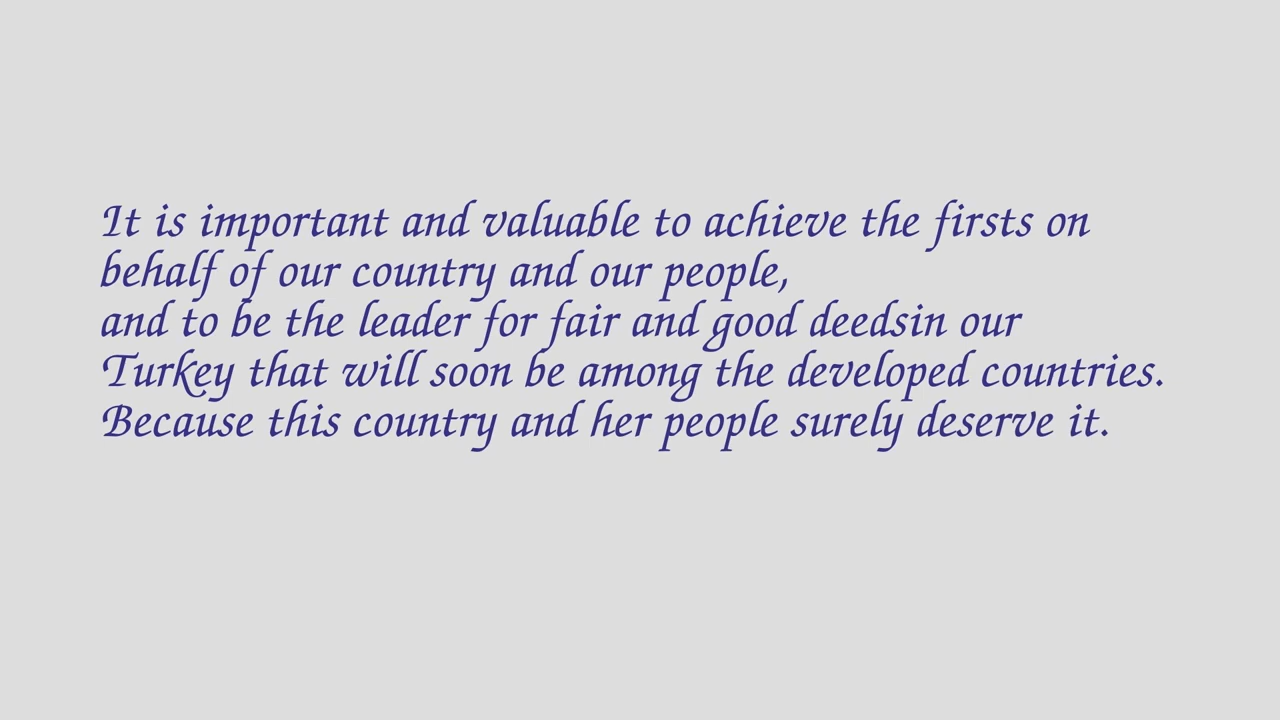 It is important and valuable to achieve the firsts on
behalf of our country and our people,
and to be the leader for fair and good deedsin our
Turkey that will soon be among the developed countries.
Because this country and her people surely deserve it.